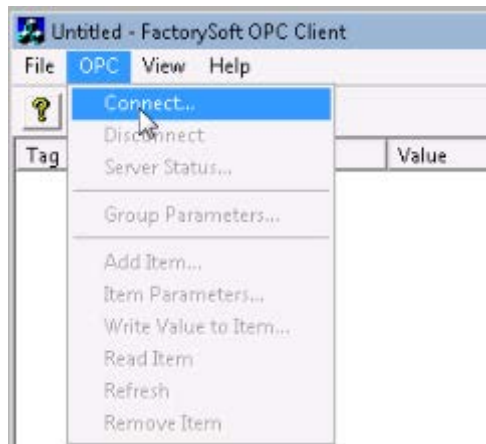 Untitled - FactorySoft OPC Client
File OPC View Help
Connect...
Disconnect
Tag Value
Server Status...
Group Parameters...
Add Item...
Item Parameters...
Write Value to Item...
Read Item
Refresh
Remove Item